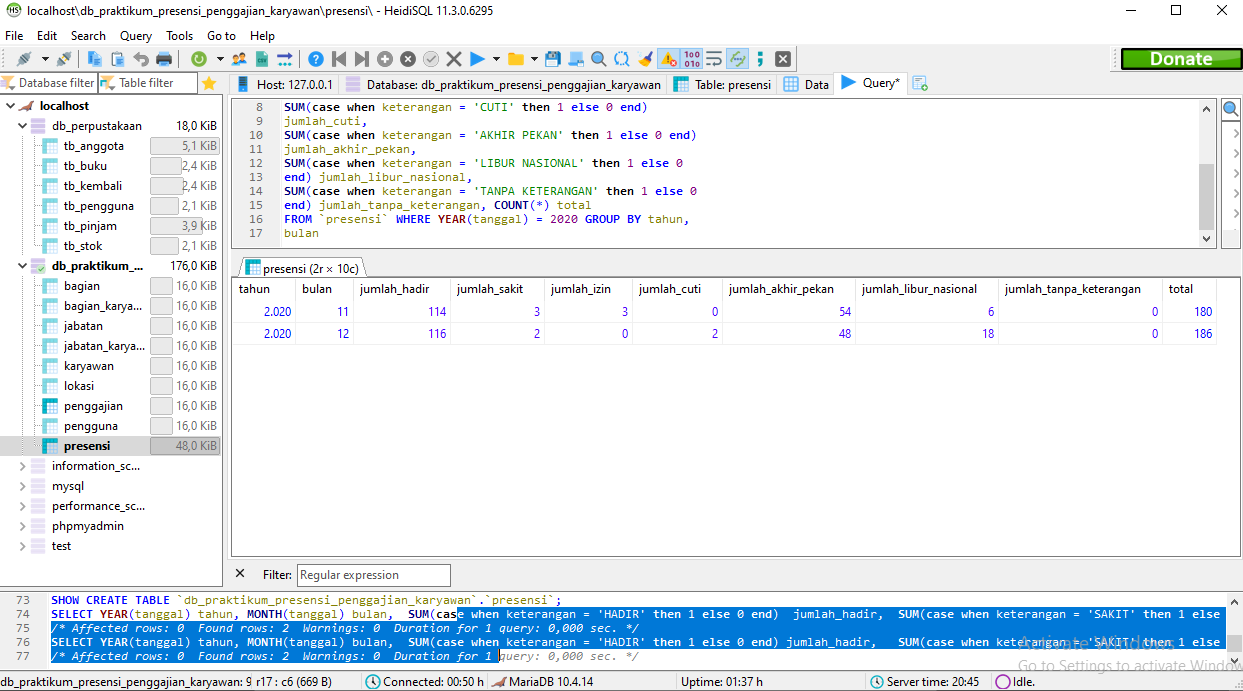 localhost\db_praktikum_presensi_penggajian_karyawan\presensi\ - HeidiSQL 11.3.0.6295
File Edit Search Query Tools Go to Help
Donate
Database filter Table filter
Host: 127.0.0.1 Database: db_praktikum_presensi_penggajian_karyawan Table: presensi Data Query*
localhost
db_perpustakaan 18,0 KiB
tb_anggota 5,1 KiB
tb_buku 2,4 KiB
tb_kembali 2,4 KiB
tb_pengguna 2,1 KiB
tb_pinjam 3,9 KiB
tb_stok 2,1 KiB
db_praktikum_... 176,0 KiB
bagian 16,0 KiB
bagian_karya... 16,0 KiB
jabatan 16,0 KiB
jabatan_karya... 16,0 KiB
karyawan 16,0 KiB
lokasi 16,0 KiB
penggajian 16,0 KiB
pengguna 16,0 KiB
presensi 48,0 KiB
information_sc...
mysql
performance_sc...
phpmyadmin
test
8 SUM(case when keterangan = 'CUTI' then 1 else 0 end)
9 jumlah_cuti,
10 SUM(case when keterangan = 'AKHIR PEKAN' then 1 else 0 end)
11 jumlah_akhir_pekan,
12 SUM(case when keterangan = 'LIBUR NASIONAL' then 1 else 0
13 end) jumlah_libur_nasional,
14 SUM(case when keterangan = 'TANPA KETERANGAN' then 1 else 0
15 end) jumlah_tanpa_keterangan, COUNT(*) total
16 FROM `presensi` WHERE YEAR(tanggal) = 2020 GROUP BY tahun,
17 bulan
presensi (2r × 10c)
tahun bulan jumlah_hadir jumlah_sakit jumlah_izin jumlah_cuti jumlah_akhir_pekan jumlah_libur_nasional jumlah_tanpa_keterangan total
2.020 11 114 3 3 0 54 6 0 180
2.020 12 116 2 0 2 48 18 0 186
Filter: Regular expression
73 SHOW CREATE TABLE `db_praktikum_presensi_penggajian_karyawan`.`presensi`;
74 SELECT YEAR(tanggal) tahun, MONTH(tanggal) bulan, SUM(case when keterangan = 'HADIR' then 1 else 0 end) jumlah_hadir, SUM(case when keterangan = 'SAKIT' then 1 else
75 /* Affected rows: 0 Found rows: 2 Warnings: 0 Duration for 1 query: 0,000 sec. */
76 SELECT YEAR(tanggal) tahun, MONTH(tanggal) bulan, SUM(case when keterangan = 'HADIR' then 1 else 0 end) jumlah_hadir, SUM(case when keterangan = 'SAKIT' then 1 else
77 /* Affected rows: 0 Found rows: 2 Warnings: 0 Duration for 1 query: 0,000 sec. */
Activate Windows
Go to Settings to activate Window
db_praktikum_presensi_penggajian_karyawan: 9 r17 : c6 (669 B) Connected: 00:50 h MariaDB 10.4.14 Uptime: 01:37 h Server time: 20:45 Idle.